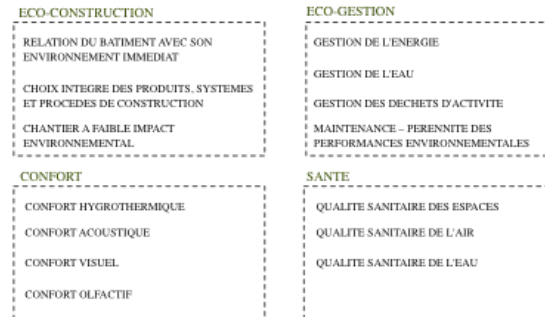 ECO-CONSTRUCTION
RELATION DU BATIMENT AVEC SON
ENVIRONNEMENT IMMEDIAT
CHOIX INTEGRE DES PRODUITS, SYSTEMES
ET PROCEDES DE CONSTRUCTION
CHANTIER A FAIBLE IMPACT
ENVIRONNEMENTAL
ECO-GESTION
GESTION DE L'ENERGIE
GESTION DE L'EAU
GESTION DES DECHETS D'ACTIVITE
MAINTENANCE – PERENNITE DES
PERFORMANCES ENVIRONNEMENTALES
CONFORT
CONFORT HYGROTHERMIQUE
CONFORT ACOUSTIQUE
CONFORT VISUEL
CONFORT OLFACTIF
SANTE
QUALITE SANITAIRE DES ESPACES
QUALITE SANITAIRE DE L'AIR
QUALITE SANITAIRE DE L'EAU